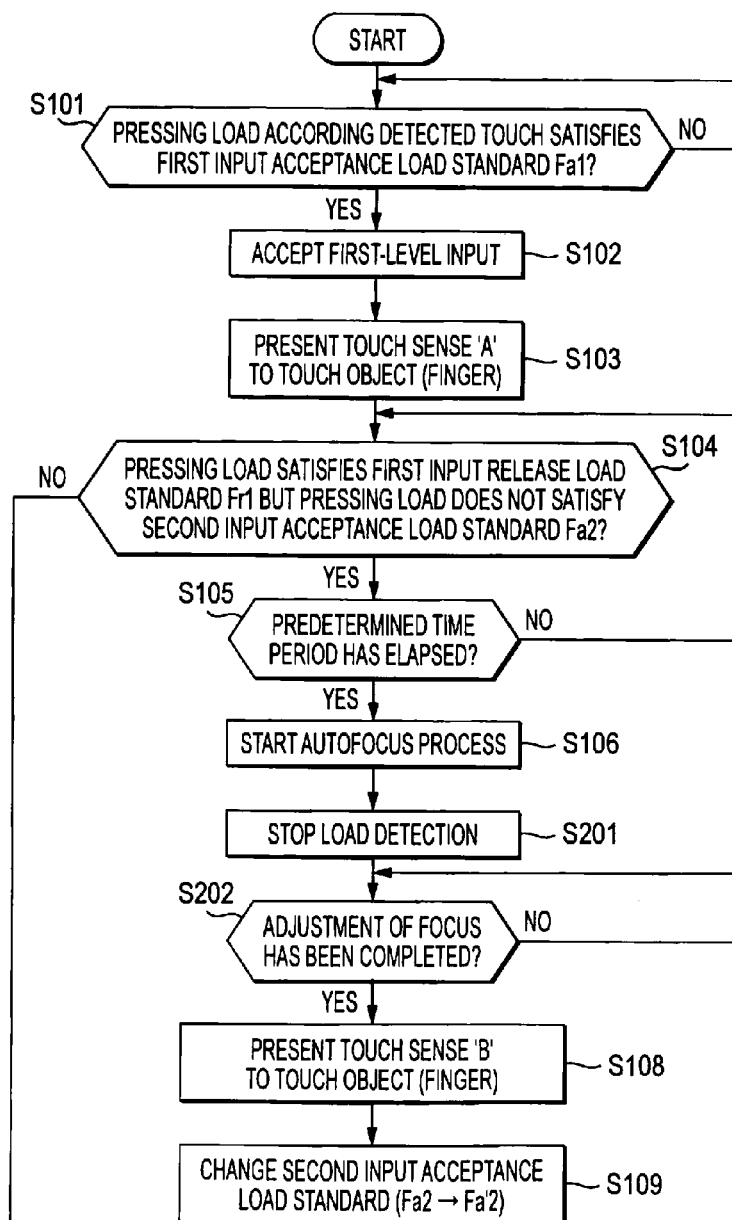 START
S101
PRESSING LOAD ACCORDING DETECTED TOUCH SATISFIES
FIRST INPUT ACCEPTANCE LOAD STANDARD Fa1?
NO
YES
ACCEPT FIRST-LEVEL INPUT
S102
PRESENT TOUCH SENSE 'A'
TO TOUCH OBJECT (FINGER)
S103
S104
NO
PRESSING LOAD SATISFIES FIRST INPUT RELEASE LOAD
STANDARD Fr1 BUT PRESSING LOAD DOES NOT SATISFY
SECOND INPUT ACCEPTANCE LOAD STANDARD Fa2?
YES
S105
PREDETERMINED TIME
PERIOD HAS ELAPSED?
NO
YES
START AUTOFOCUS PROCESS
S106
STOP LOAD DETECTION
S201
S202
ADJUSTMENT OF FOCUS
HAS BEEN COMPLETED?
NO
YES
PRESENT TOUCH SENSE 'B'
TO TOUCH OBJECT (FINGER)
S108
CHANGE SECOND INPUT ACCEPTANCE
LOAD STANDARD (Fa2 → Fa'2)
S109